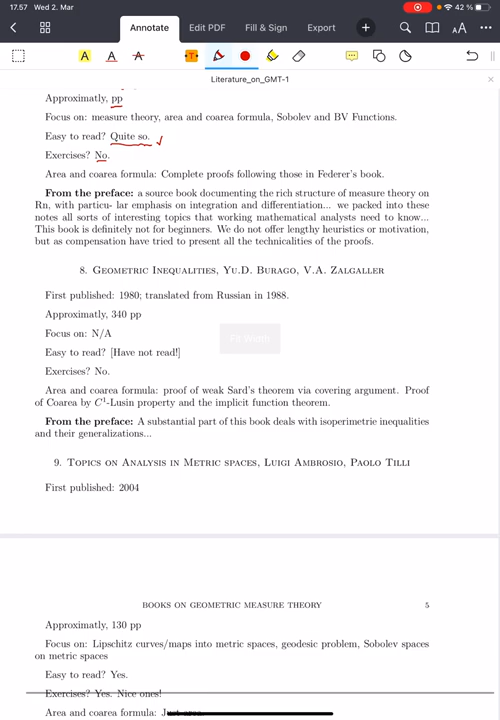 17.57 Wed 2. Mar
42 %
Annotate
Edit PDF
Fill & Sign
Export
AA
A
A
A
T
Literature_on_GMT-1
Approximatly, pp
Focus on: measure theory, area and coarea formula, Sobolev and BV Functions.
Easy to read? Quite so.
Exercises? No.
Area and coarea formula: Complete proofs following those in Federer's book.
From the preface: a source book documenting the rich structure of measure theory on
Rn, with particu- lar emphasis on integration and differentiation... we packed into these
notes all sorts of interesting topics that working mathematical analysts need to know...
This book is definitely not for beginners. We do not offer lengthy heuristics or motivation,
but as compensation have tried to present all the technicalities of the proofs.
8. Geometric Inequalities, Yu.D. Burago, V.A. Zalgaller
First published: 1980; translated from Russian in 1988.
Approximatly, 340 pp
Focus on: N/A
Fit Width
Easy to read? [Have not read!]
Exercises? No.
Area and coarea formula: proof of weak Sard's theorem via covering argument. Proof
of Coarea by C¹-Lusin property and the implicit function theorem.
From the preface: A substantial part of this book deals with isoperimetrie inequalities
and their generalizations...
9. Topics on Analysis in Metric spaces, Luigi Ambrosio, Paolo Tilli
First published: 2004
BOOKS ON GEOMETRIC MEASURE THEORY 5
Approximatly, 130 pp
Focus on: Lipschitz curves/maps into metric spaces, geodesic problem, Sobolev spaces
on metric spaces
Easy to read? Yes.
Exercises? Yes. Nice ones!
Area and coarea formula: Just area.